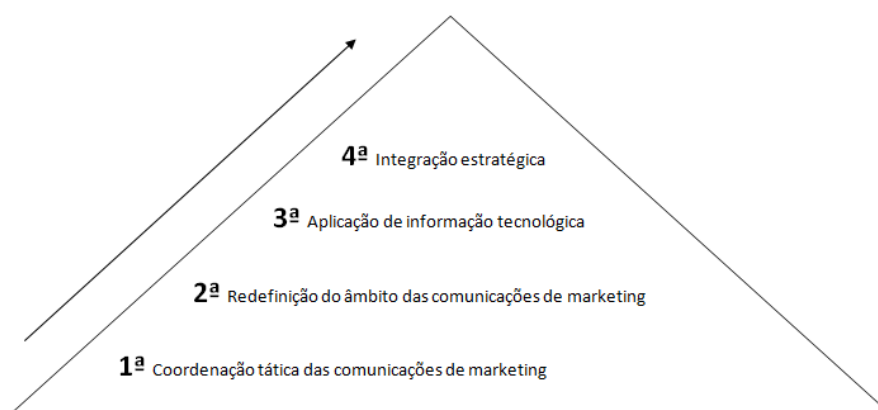 4ª Integração estratégica
3ª Aplicação de informação tecnológica
2ª Redefinição do âmbito das comunicações de marketing
1ª Coordenação tática das comunicações de marketing